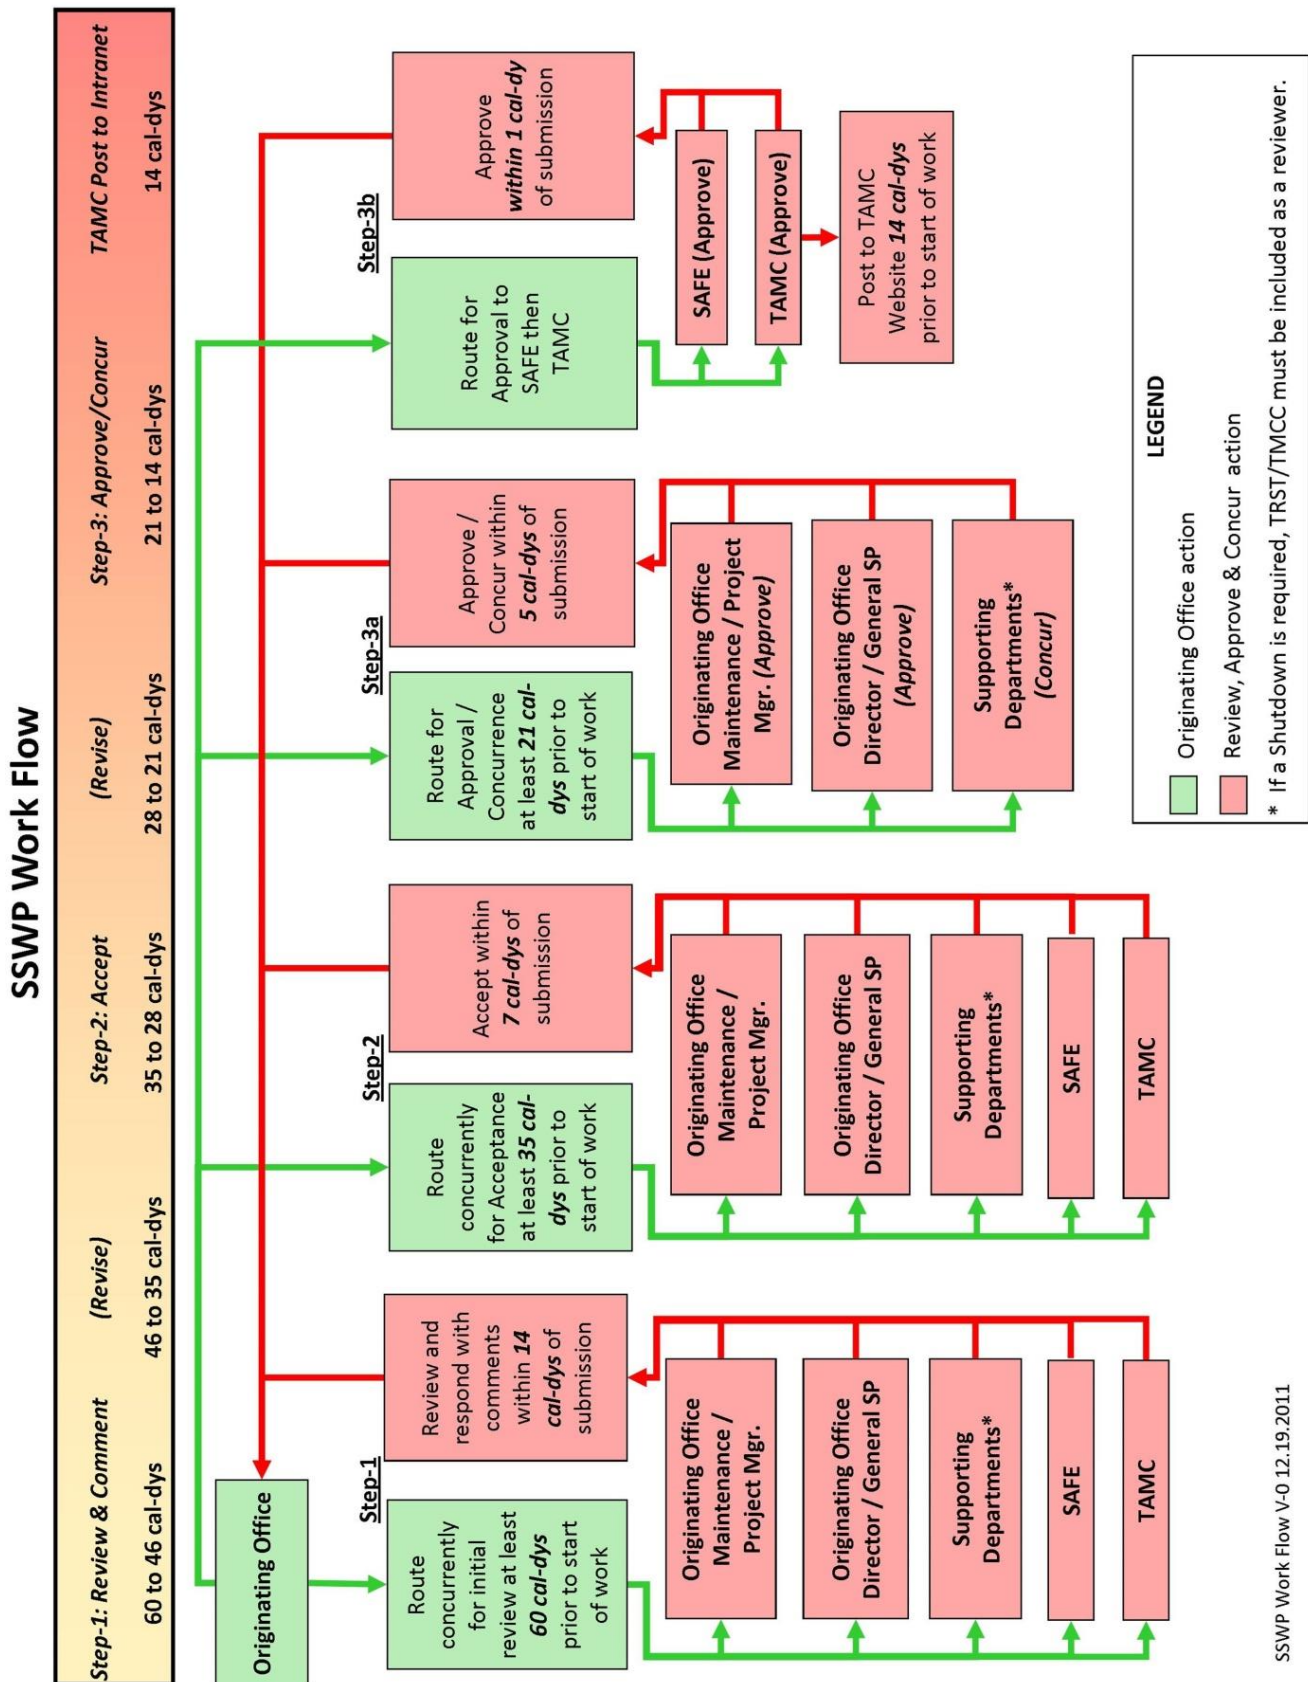 SSWP Work Flow
Step-1: Review & Comment
(Revise)
Step-2: Accept
(Revise)
Step-3: Approve/Concur
TAMC Post to Intranet
60 to 46 cal-dys
46 to 35 cal-dys
35 to 28 cal-dys
28 to 21 cal-dys
21 to 14 cal-dys
14 cal-dys
Originating Office
Step-1
Route
concurrently
for initial
review at least
60 cal-dys
prior to start
of work
Review and
respond with
comments
within 14
cal-dys of
submission
Originating Office
Maintenance /
Project Mgr.
Originating Office
Director / General SP
Supporting
Departments*
SAFE
TAMC
Step-2
Route
concurrently
for Acceptance
at least 35 cal-
dys prior to
start of work
Accept within
7 cal-dys of
submission
Originating Office
Maintenance /
Project Mgr.
Originating Office
Director / General SP
Supporting
Departments*
SAFE
TAMC
Step-3a
Route for
Approval /
Concurrence
at least 21 cal-
dys prior to
start of work
Approve /
Concur within
5 cal-dys of
submission
Originating Office
Maintenance / Project
Mgr. (Approve)
Originating Office
Director / General SP
(Approve)
Supporting
Departments*
(Concur)
Step-3b
Route for
Approval to
SAFE then
TAMC
Approve
within 1 cal-dy
of submission
SAFE (Approve)
TAMC (Approve)
Post to TAMC
Website 14 cal-dys
prior to start of work
LEGEND
Originating Office action
Review, Approve & Concur action
* If a Shutdown is required, TRST/TMCC must be included as a reviewer.
SSWP Work Flow V-0 12.19.2011